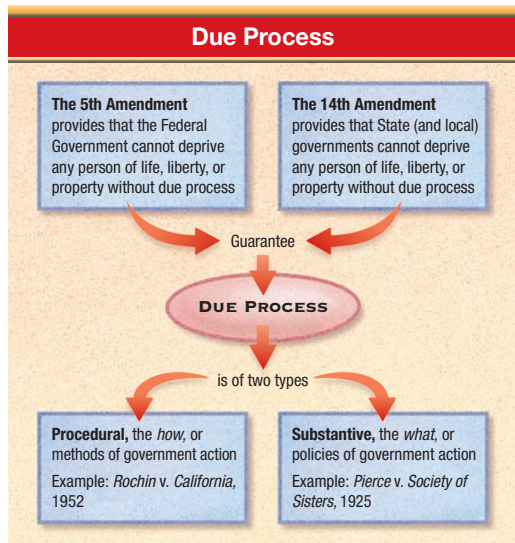 Due Process
The 5th Amendment
provides that the Federal
Government cannot deprive
any person of life, liberty, or
property without due process
The 14th Amendment
provides that State (and local)
governments cannot deprive
any person of life, liberty, or
property without due process
Guarantee
DUE PROCESS
is of two types
Procedural, the how, or
methods of government action
Example: Rochin v. California,
1952
Substantive, the what, or
policies of government action
Example: Pierce v. Society of
Sisters, 1925